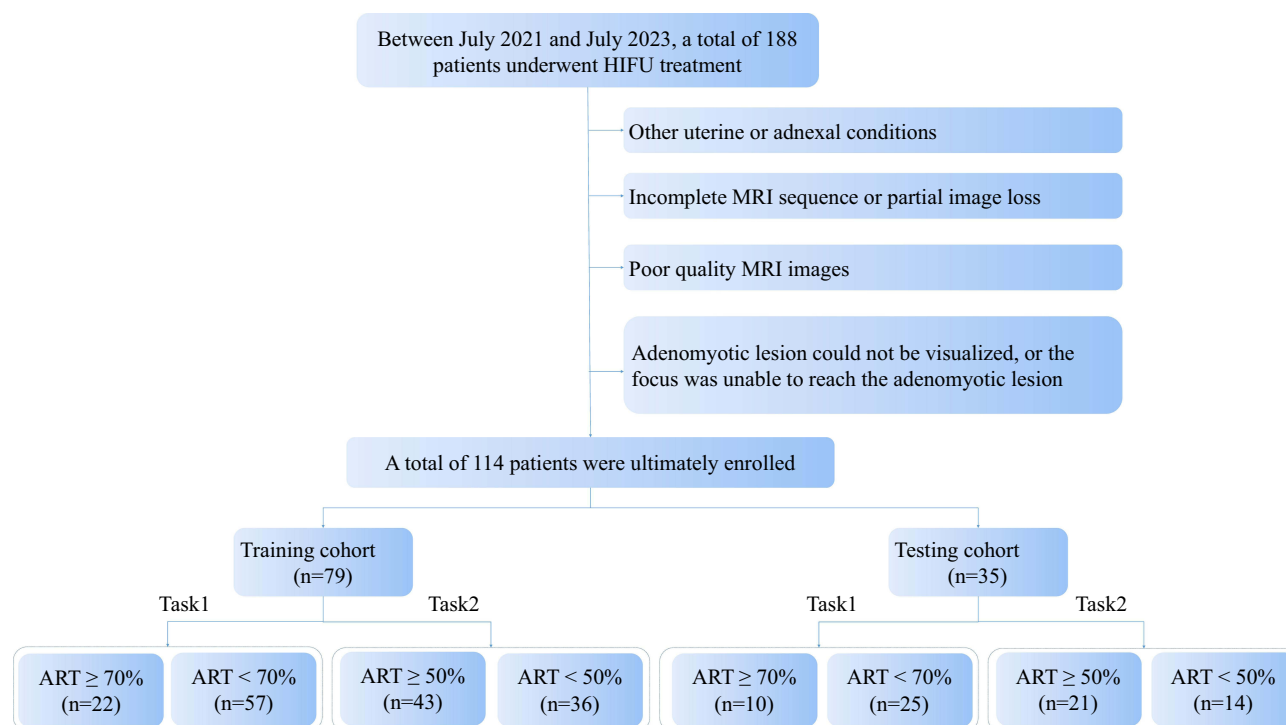 Between July 2021 and July 2023, a total of 188
patients underwent HIFU treatment
Other uterine or adnexal conditions
Incomplete MRI sequence or partial image loss
Poor quality MRI images
Adenomyotic lesion could not be visualized, or the
focus was unable to reach the adenomyotic lesion
A total of 114 patients were ultimately enrolled
Training cohort
(n=79)
Testing cohort
(n=35)
Task1
Task2
Task1
Task2
ART ≥ 70%
(n=22)
ART < 70%
(n=57)
ART ≥ 50%
(n=43)
ART < 50%
(n=36)
ART ≥ 70%
(n=10)
ART < 70%
(n=25)
ART ≥ 50%
(n=21)
ART < 50%
(n=14)